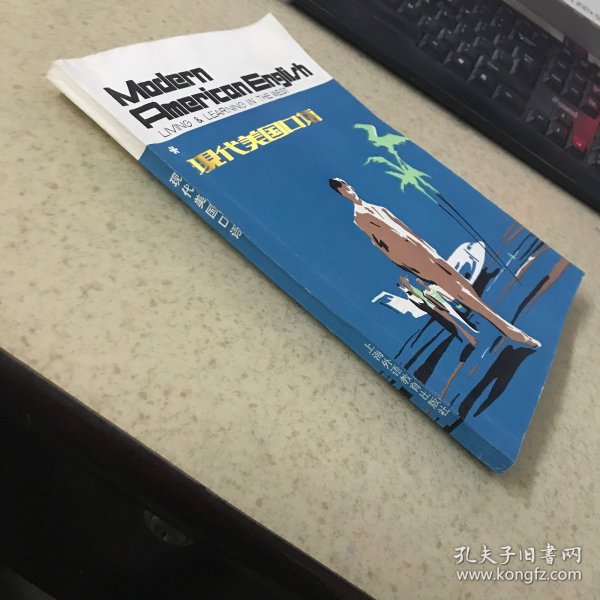 Modern
American English
LIVING & LEARNING IN THE WEST
现代美国口语
现代美国口语
上海外语教育出版社
孔夫子旧书网
www.kongfz.com